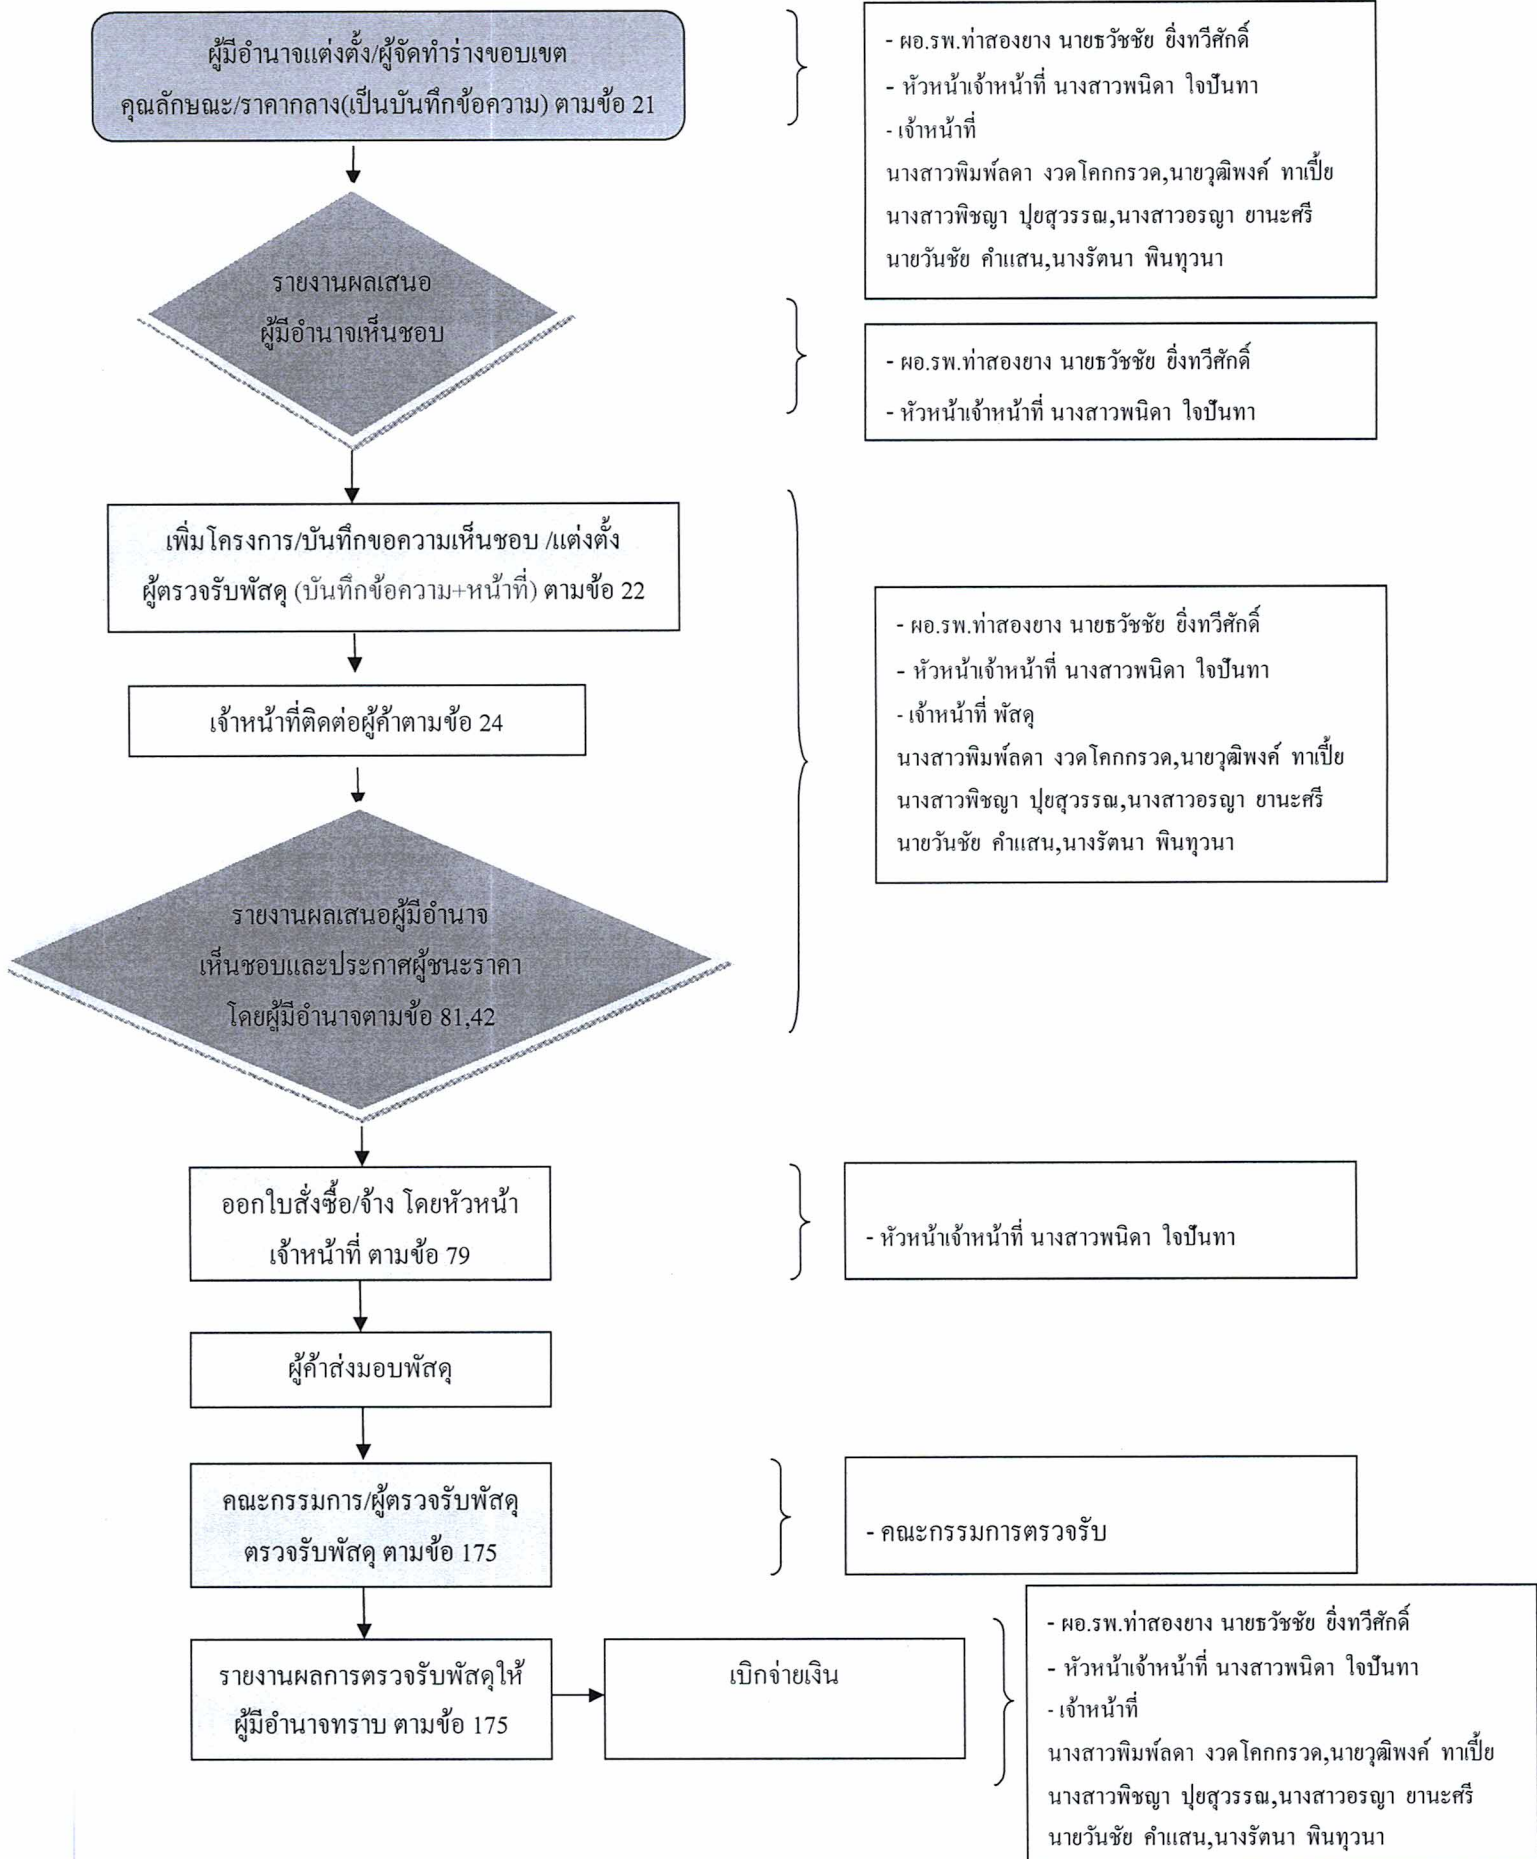 ผู้มีอำนาจแต่งตั้ง/ผู้จัดทำร่างขอบเขต
คุณลักษณะ/ราคากลาง(เป็นบันทึกข้อความ) ตามข้อ 21
- ผอ.รพ.ท่าสองยาง นายธวัชชัย ยิ่งทวีศักดิ์
- หัวหน้าเจ้าหน้าที่ นางสาวพนิดา ใจปันทา
- เจ้าหน้าที่
นางสาวพิมพ์ลดา งวดโคกกรวด,นายวุฒิพงค์ ทาเปี้ย
นางสาวพิชญา ปุยสุวรรณ,นางสาวอรญา ยานะศรี
นายวันชัย คำแสน,นางรัตนา พินทุวนา
รายงานผลเสนอ
ผู้มีอำนาจเห็นชอบ
- ผอ.รพ.ท่าสองยาง นายธวัชชัย ยิ่งทวีศักดิ์
- หัวหน้าเจ้าหน้าที่ นางสาวพนิดา ใจปันทา
เพิ่มโครงการ/บันทึกขอความเห็นชอบ /แต่งตั้ง
ผู้ตรวจรับพัสดุ (บันทึกข้อความ+หน้าที่) ตามข้อ 22
เจ้าหน้าที่ติดต่อผู้ค้าตามข้อ 24
รายงานผลเสนอผู้มีอำนาจ
เห็นชอบและประกาศผู้ชนะราคา
โดยผู้มีอำนาจตามข้อ 81,42
- ผอ.รพ.ท่าสองยาง นายธวัชชัย ยิ่งทวีศักดิ์
- หัวหน้าเจ้าหน้าที่ นางสาวพนิดา ใจปันทา
- เจ้าหน้าที่ พัสดุ
นางสาวพิมพ์ลดา งวดโคกกรวด,นายวุฒิพงค์ ทาเปี้ย
นางสาวพิชญา ปุยสุวรรณ,นางสาวอรญา ยานะศรี
นายวันชัย คำแสน,นางรัตนา พินทุวนา
ออกใบสั่งซื้อ/จ้าง โดยหัวหน้า
เจ้าหน้าที่ ตามข้อ 79
- หัวหน้าเจ้าหน้าที่ นางสาวพนิดา ใจปันทา
ผู้ค้าส่งมอบพัสดุ
คณะกรรมการ/ผู้ตรวจรับพัสดุ
ตรวจรับพัสดุ ตามข้อ 175
- คณะกรรมการตรวจรับ
รายงานผลการตรวจรับพัสดุให้
ผู้มีอำนาจทราบ ตามข้อ 175
เบิกจ่ายเงิน
- ผอ.รพ.ท่าสองยาง นายธวัชชัย ยิ่งทวีศักดิ์
- หัวหน้าเจ้าหน้าที่ นางสาวพนิดา ใจปันทา
- เจ้าหน้าที่
นางสาวพิมพ์ลดา งวดโคกกรวด,นายวุฒิพงค์ ทาเปี้ย
นางสาวพิชญา ปุยสุวรรณ,นางสาวอรญา ยานะศรี
นายวันชัย คำแสน,นางรัตนา พินทุวนา